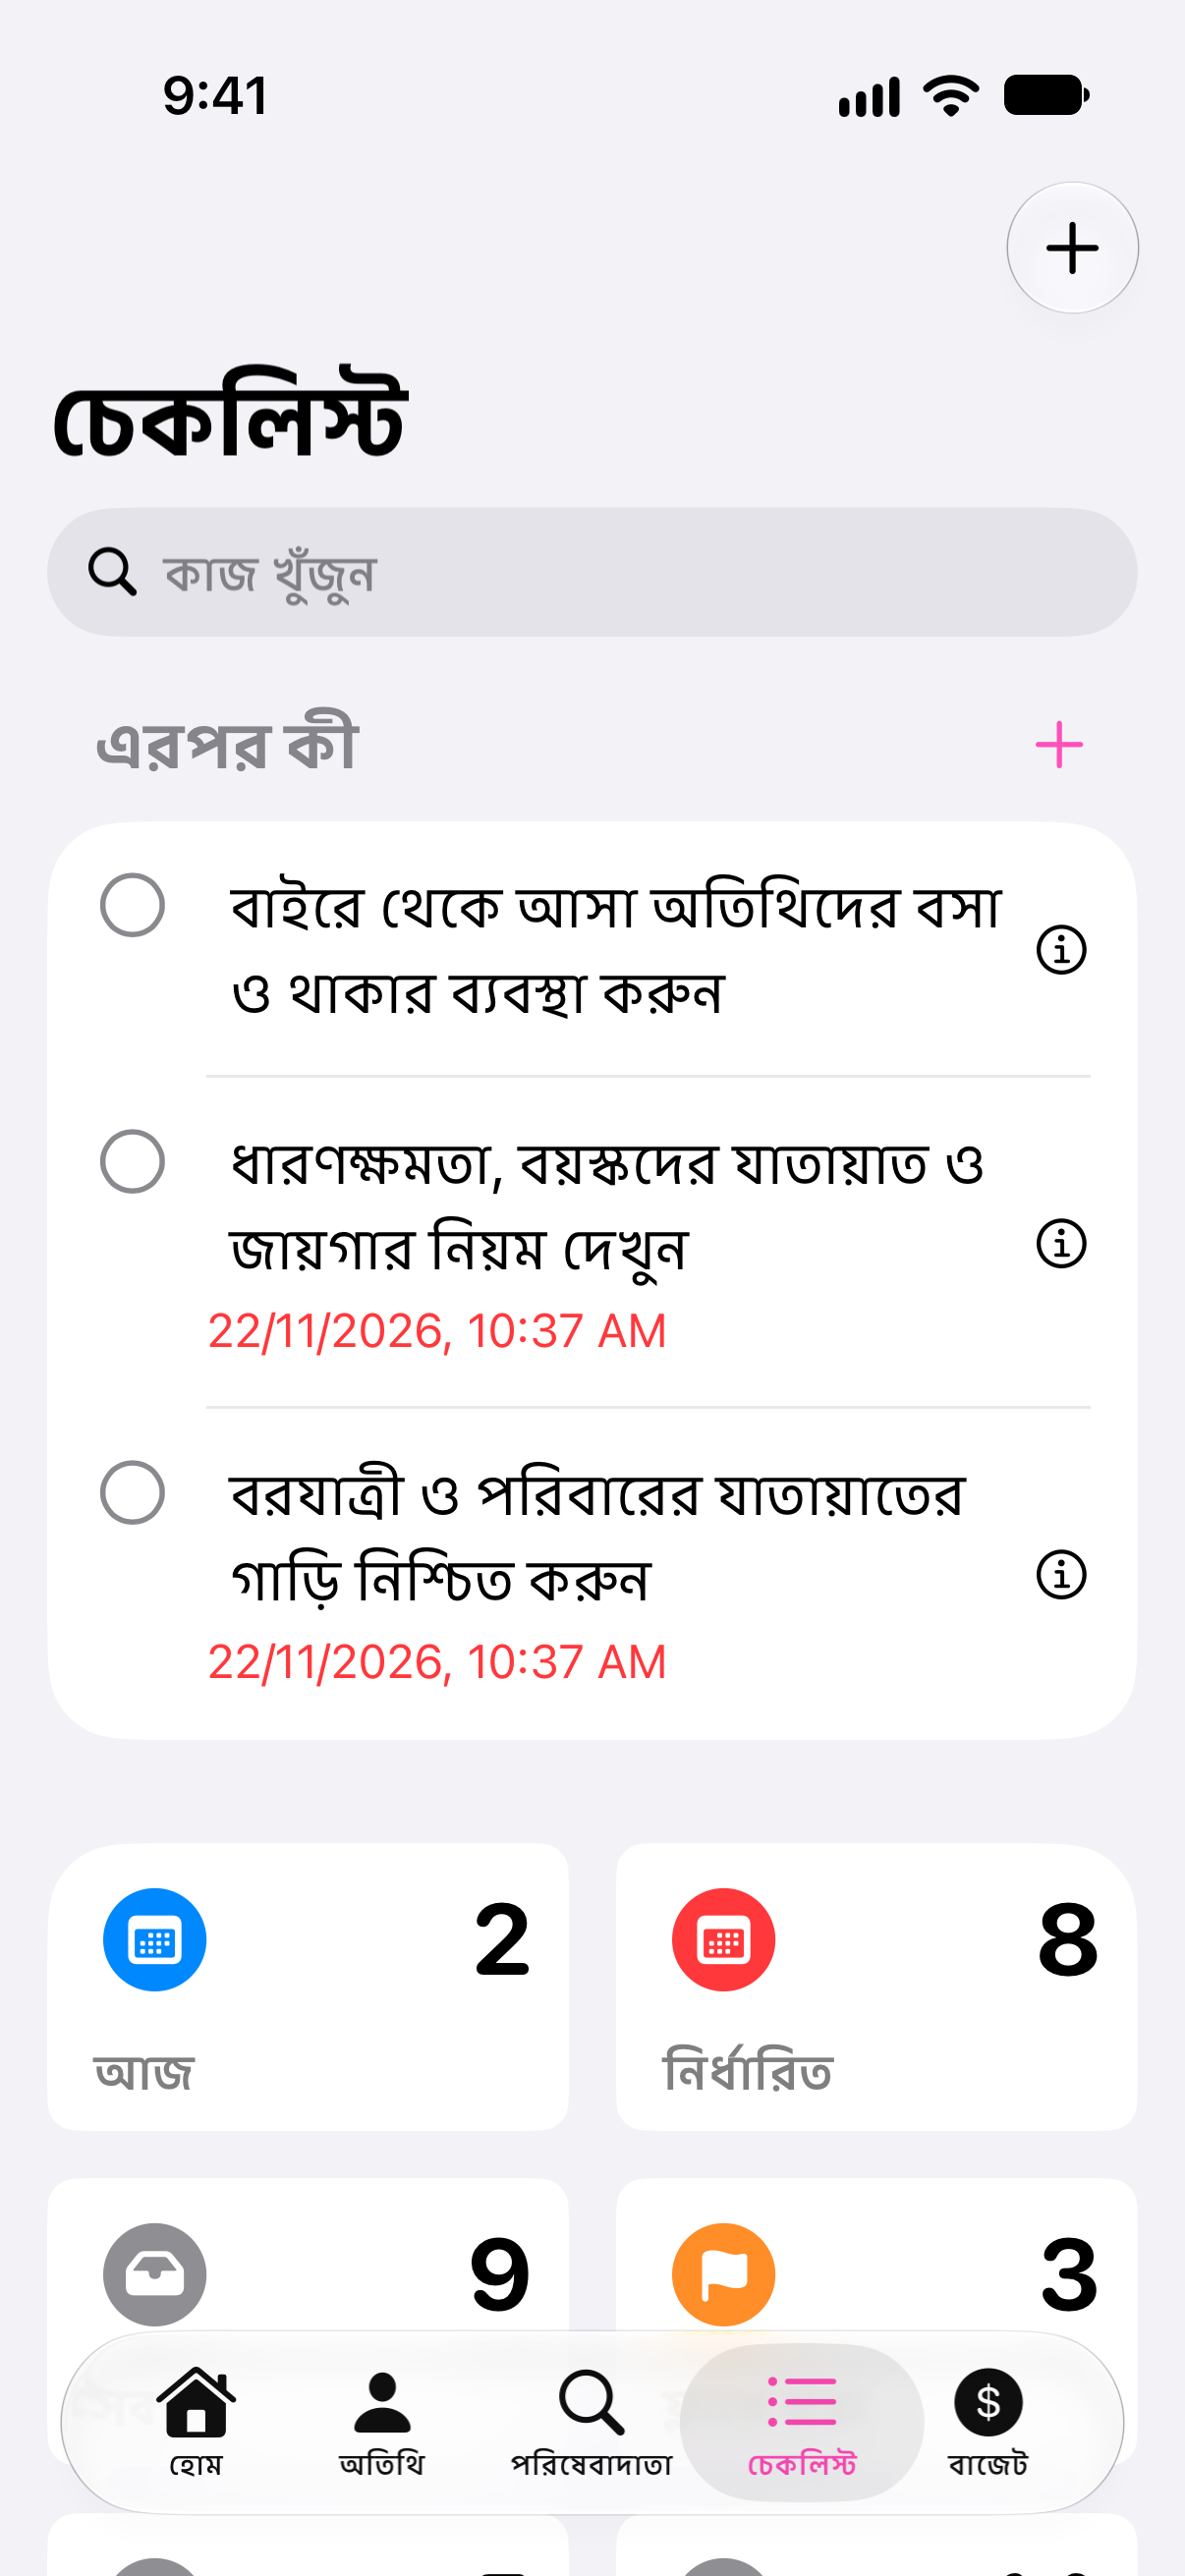 9:41
চেকলিস্ট
কাজ খুঁজুন
এরপর কী
বাইরে থেকে আসা অতিথিদের বসা
ও থাকার ব্যবস্থা করুন
ধারণক্ষমতা, বয়স্কদের যাতায়াত ও
জায়গার নিয়ম দেখুন
22/11/2026, 10:37 AM
বরযাত্রী ও পরিবারের যাতায়াতের
গাড়ি নিশ্চিত করুন
22/11/2026, 10:37 AM
2
আজ
8
নির্ধারিত
9
3
হোম
অতিথি
পরিষেবাদাতা
চেকলিস্ট
বাজেট